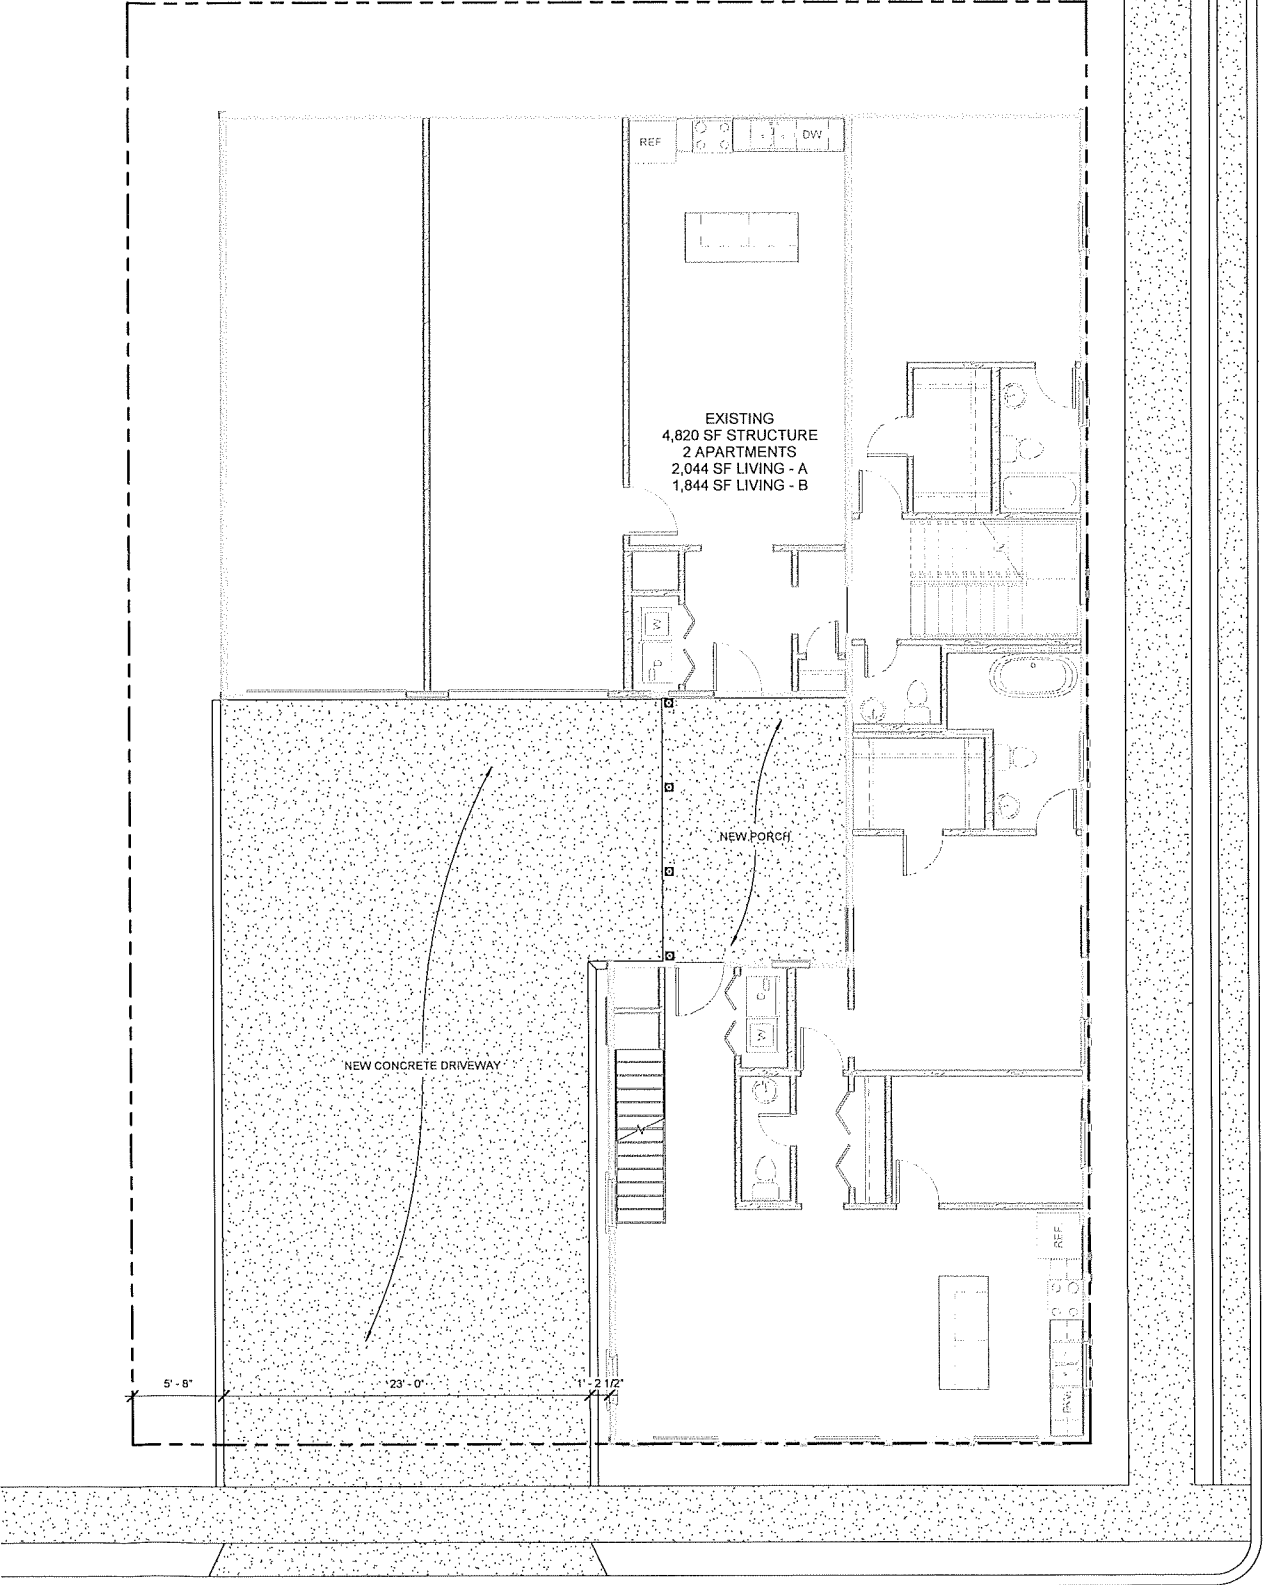 REF
DW
EXISTING
4,820 SF STRUCTURE
2 APARTMENTS
2,044 SF LIVING - A
1,844 SF LIVING - B
W
D
NEW PORCH
D
W
NEW CONCRETE DRIVEWAY
REF
5' - 8"
23' - 0"
1' - 2 1/2"
DW